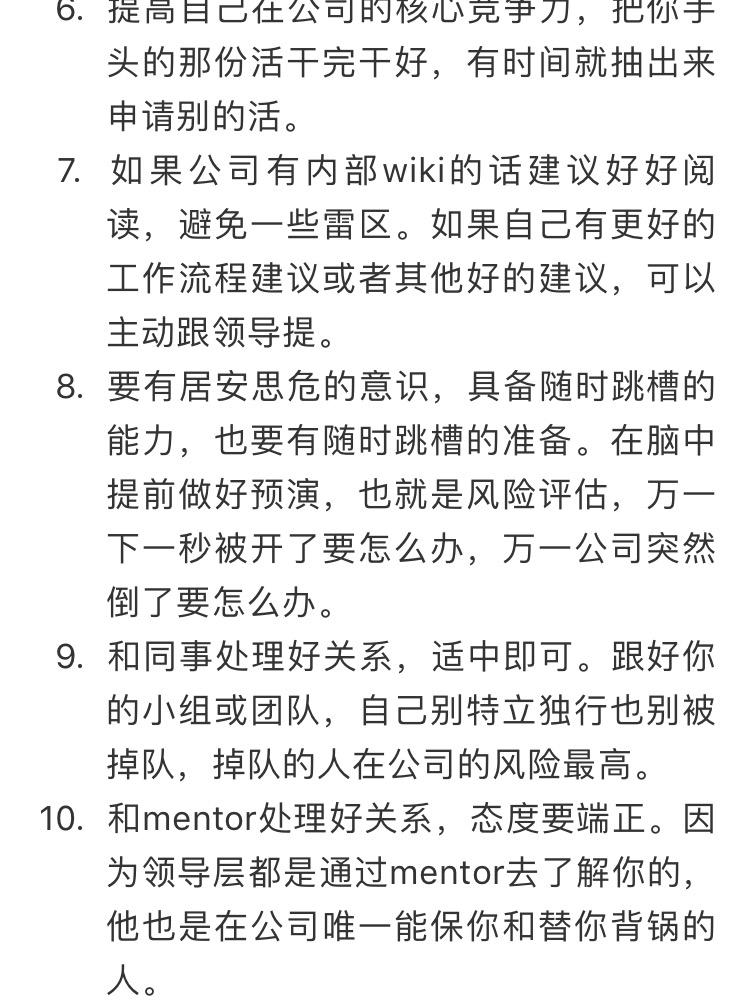 6. 提高自己在公司的核心竞争力，把你手
头的那份活干完干好，有时间就抽出来
申请别的活。
7. 如果公司有内部wiki的话建议好好阅
读，避免一些雷区。如果自己有更好的
工作流程建议或者其他好的建议，可以
主动跟领导提。
8. 要有居安思危的意识，具备随时跳槽的
能力，也要有随时跳槽的准备。在脑中
提前做好预演，也就是风险评估，万一
下一秒被开了要怎么办，万一公司突然
倒了要怎么办。
9. 和同事处理好关系，适中即可。跟好你
的小组或团队，自己别特立独行也别被
掉队，掉队的人在公司的风险最高。
10. 和mentor处理好关系，态度要端正。因
为领导层都是通过mentor去了解你的，
他也是在公司唯一能保你和替你背锅的
人。